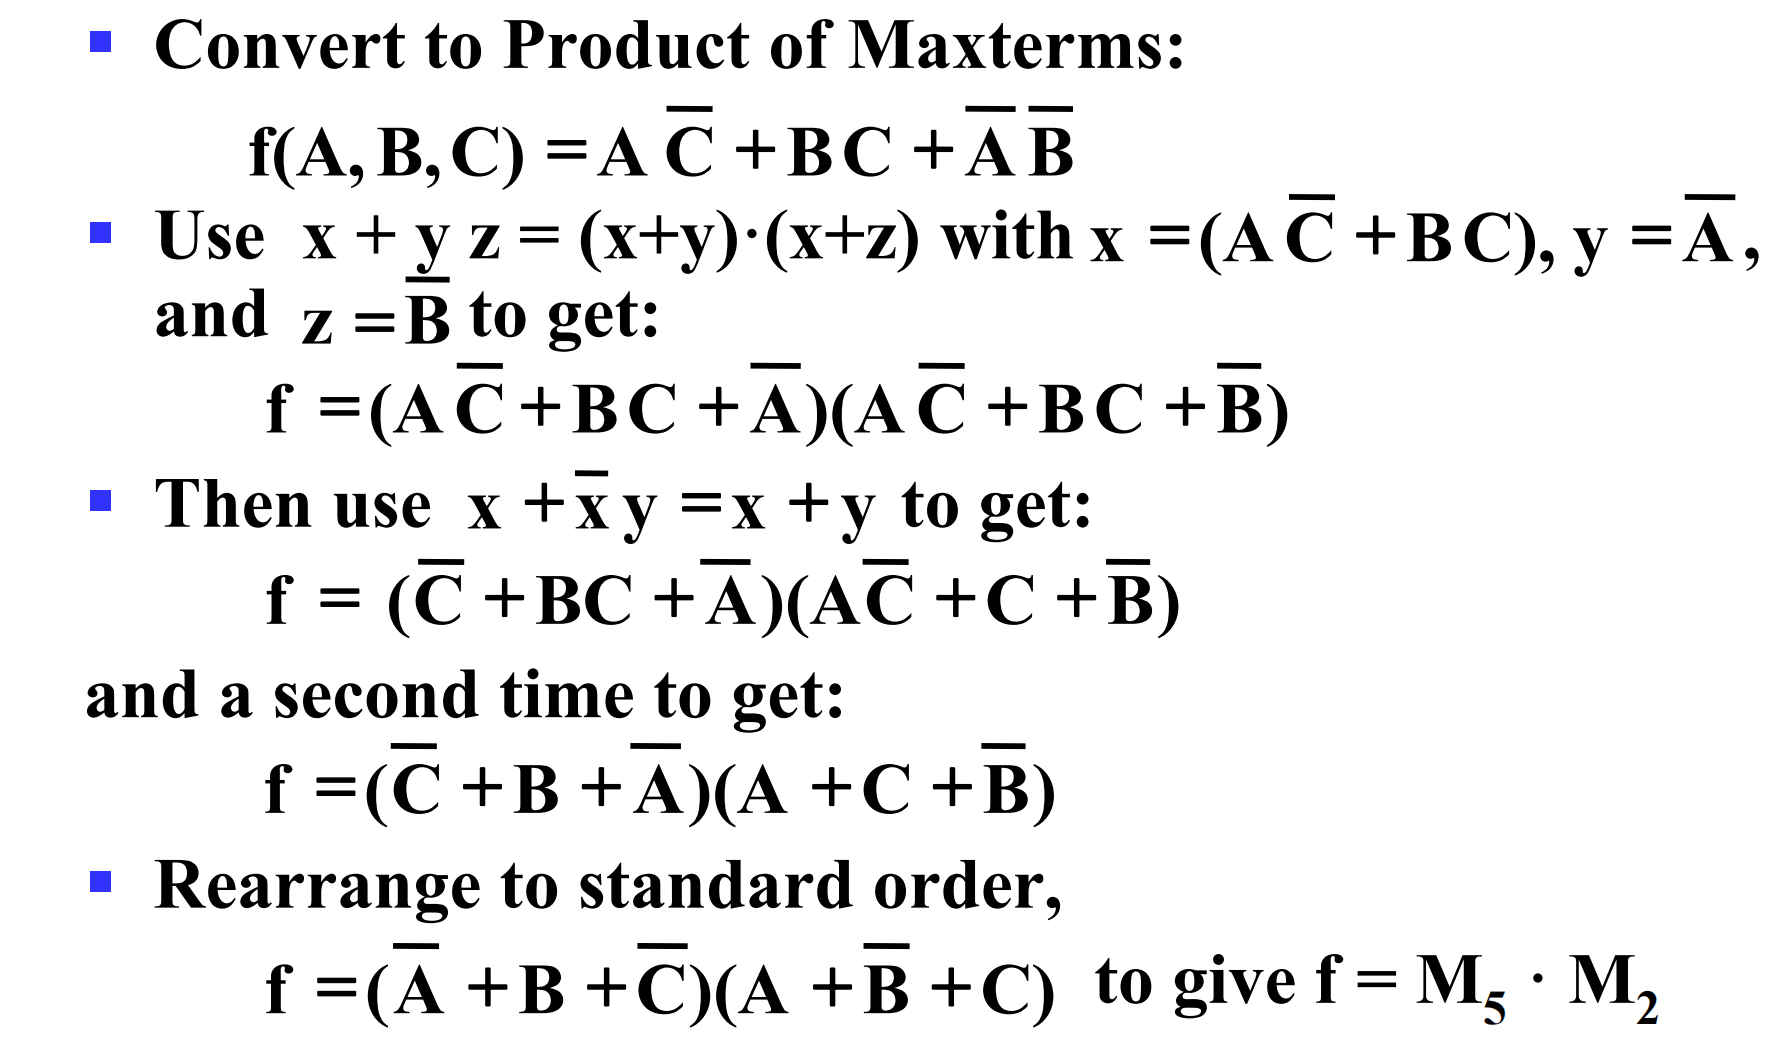 ▪ Convert to Product of Maxterms:
f(A, B, C) = A C̅ + B C + A̅ B̅
▪ Use x + y z = (x+y)·(x+z) with x = (A C̅ + B C), y = A̅ ,
and z = B̅ to get:
f = (A C̅ + B C + A̅)(A C̅ + B C + B̅)
▪ Then use x + x̅ y = x + y to get:
f = (C̅ + BC + A̅)(AC̅ + C + B̅)
and a second time to get:
f = (C̅ + B + A̅)(A + C + B̅)
▪ Rearrange to standard order,
f = (A̅ + B + C̅)(A + B̅ + C) to give f = M₅ · M₂